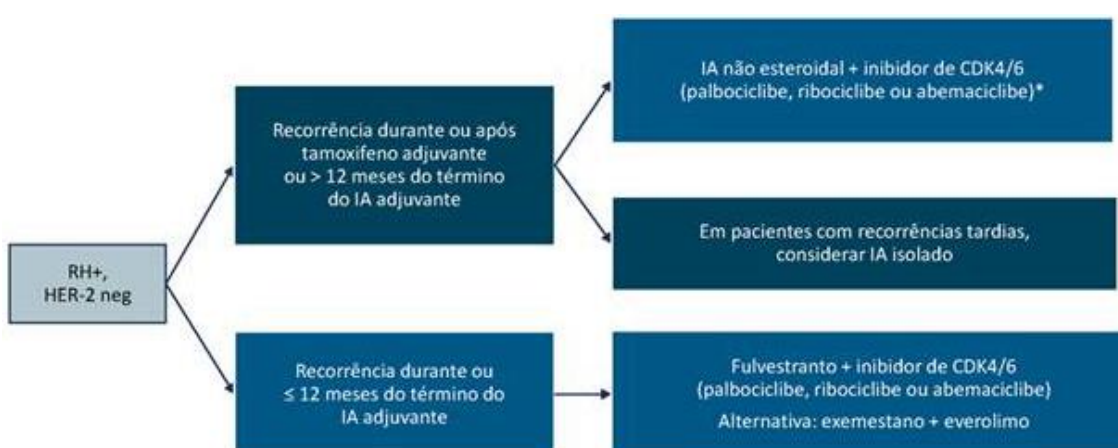 RH+,
HER-2 neg
Recorrência durante ou após
tamoxifeno adjuvante
ou > 12 meses do término
do IA adjuvante
IA não esteroidal + inibidor de CDK4/6
(palbociclibe, ribociclibe ou abemaciclibe)*
Em pacientes com recorrências tardias,
considerar IA isolado
Recorrência durante ou
≤ 12 meses do término do
IA adjuvante
Fulvestranto + inibidor de CDK4/6
(palbociclibe, ribociclibe ou abemaciclibe)
Alternativa: exemestano + everolimo